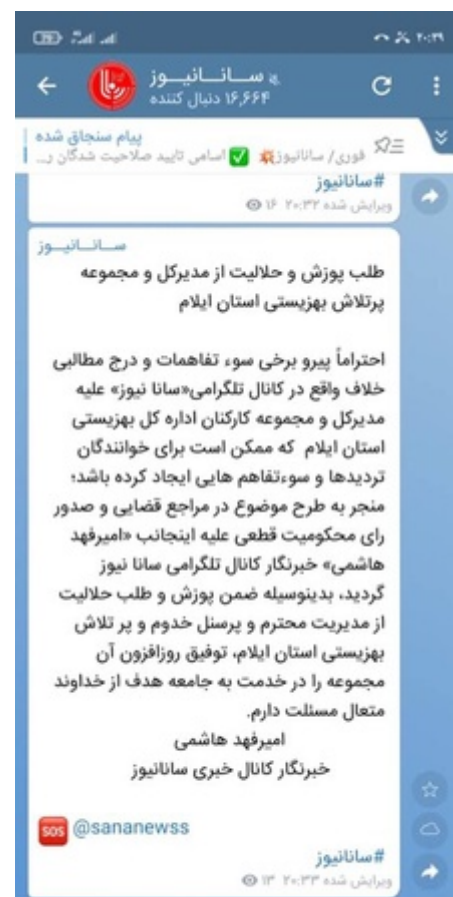 ۲۰:۳۹
سـانـانیـوز
۱۶,۶۶۴ دنبال کننده
پیام سنجاق شده
فوری/ سانانیوز💥 ✅ اسامی تایید صلاحیت شدگان ر...
#سانانیوز
ویرایش شده ۲۰:۳۲ ۱۶
سـانـانیـوز
طلب پوزش و حلالیت از مدیرکل و مجموعه
پرتلاش بهزیستی استان ایلام
احتراماً پیرو برخی سوء تفاهمات و درج مطالبی
خلاف واقع در کانال تلگرامی«سانا نیوز» علیه
مدیرکل و مجموعه کارکنان اداره کل بهزیستی
استان ایلام که ممکن است برای خوانندگان
تردیدها و سوءتفاهم هایی ایجاد کرده باشد؛
منجر به طرح موضوع در مراجع قضایی و صدور
رای محکومیت قطعی علیه اینجانب «امیرفهد
هاشمی» خبرنگار کانال تلگرامی سانا نیوز
گردید، بدینوسیله ضمن پوزش و طلب حلالیت
از مدیریت محترم و پرسنل خدوم و پر تلاش
بهزیستی استان ایلام، توفیق روزافزون آن
مجموعه را در خدمت به جامعه هدف از خداوند
متعال مسئلت دارم.
امیرفهد هاشمی
خبرنگار کانال خبری سانانیوز
🆘 @sananewss
#سانانیوز
ویرایش شده ۲۰:۳۳ ۱۳